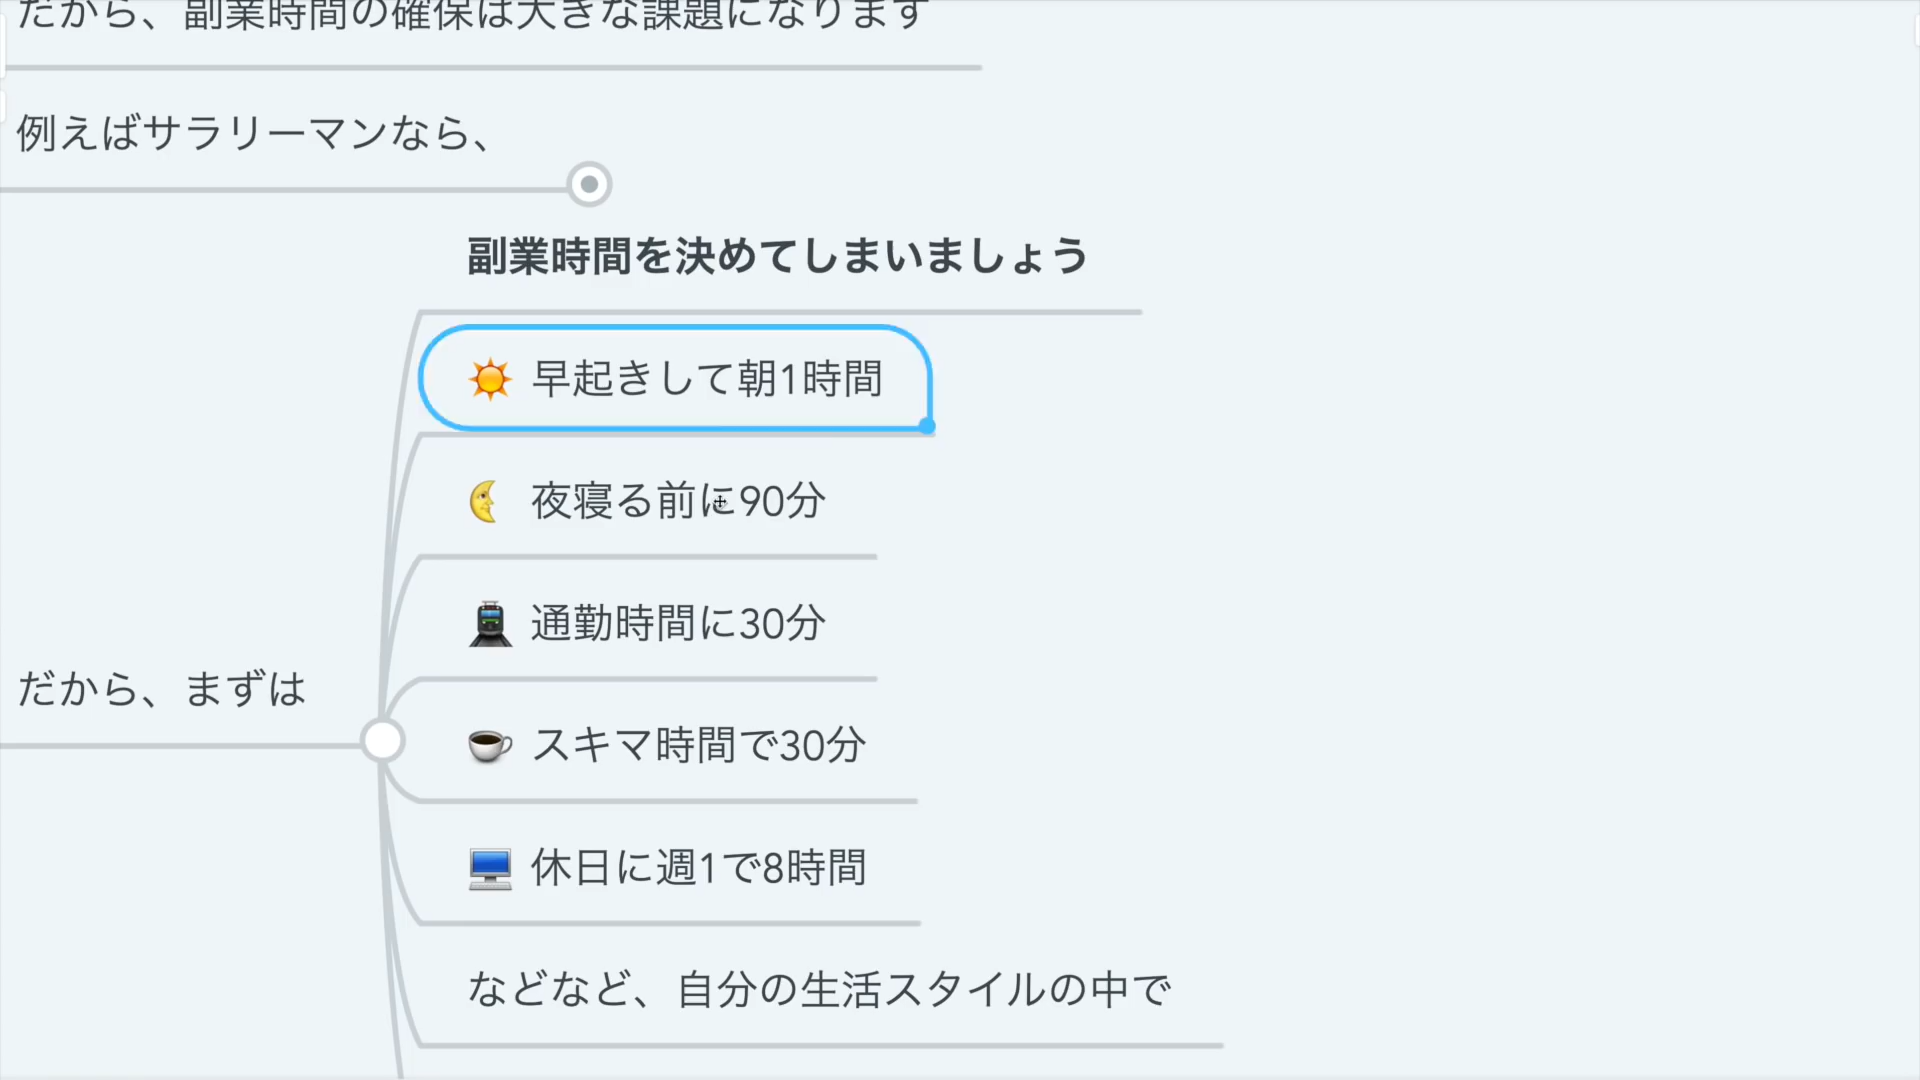 だから、副業時間の確保は大きな課題になります
例えばサラリーマンなら、
副業時間を決めてしまいましょう
☀️ 早起きして朝1時間
🌜 夜寝る前に90分
🚊 通勤時間に30分
だから、まずは
☕ スキマ時間で30分
🖥 休日に週1で8時間
などなど、自分の生活スタイルの中で